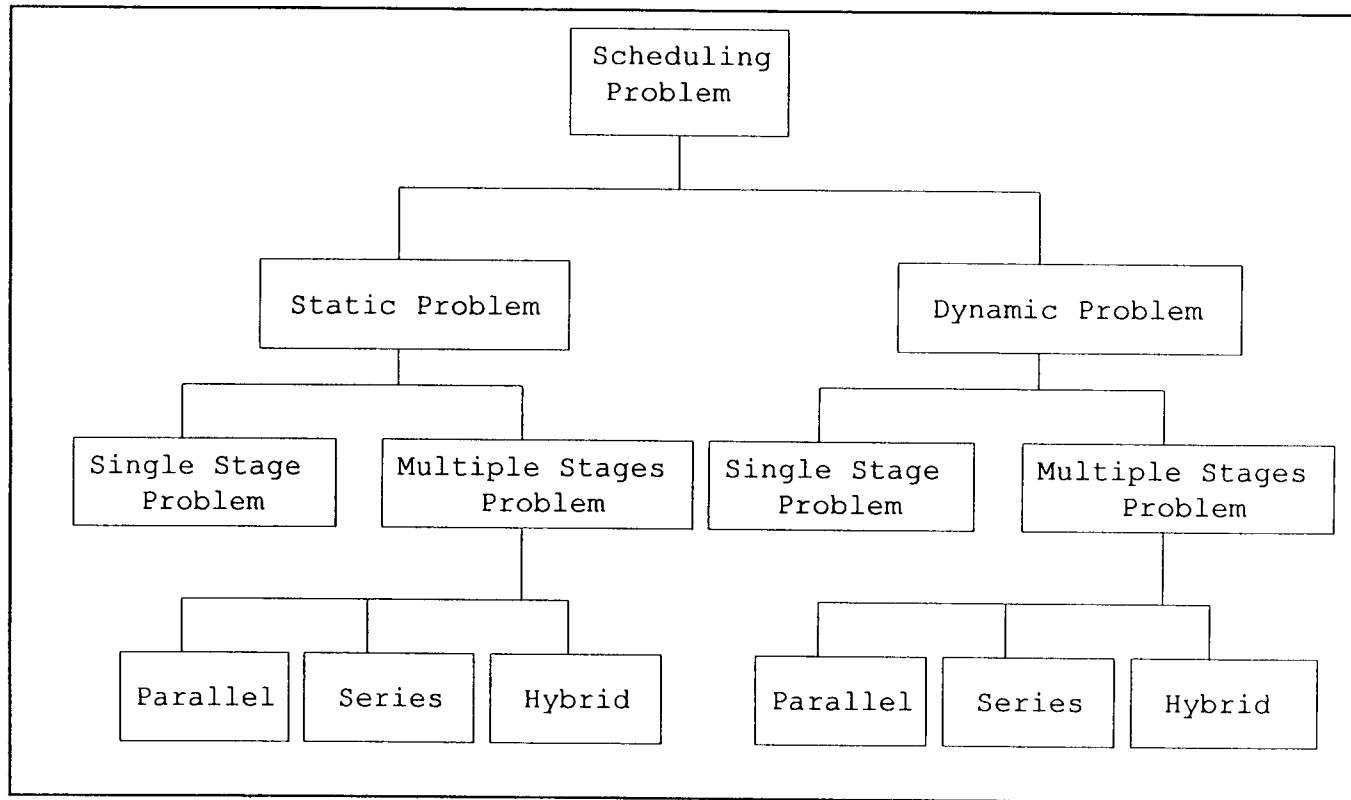 Scheduling
Problem
Static Problem
Dynamic Problem
Single Stage
Problem
Multiple Stages
Problem
Single Stage
Problem
Multiple Stages
Problem
Parallel
Series
Hybrid
Parallel
Series
Hybrid